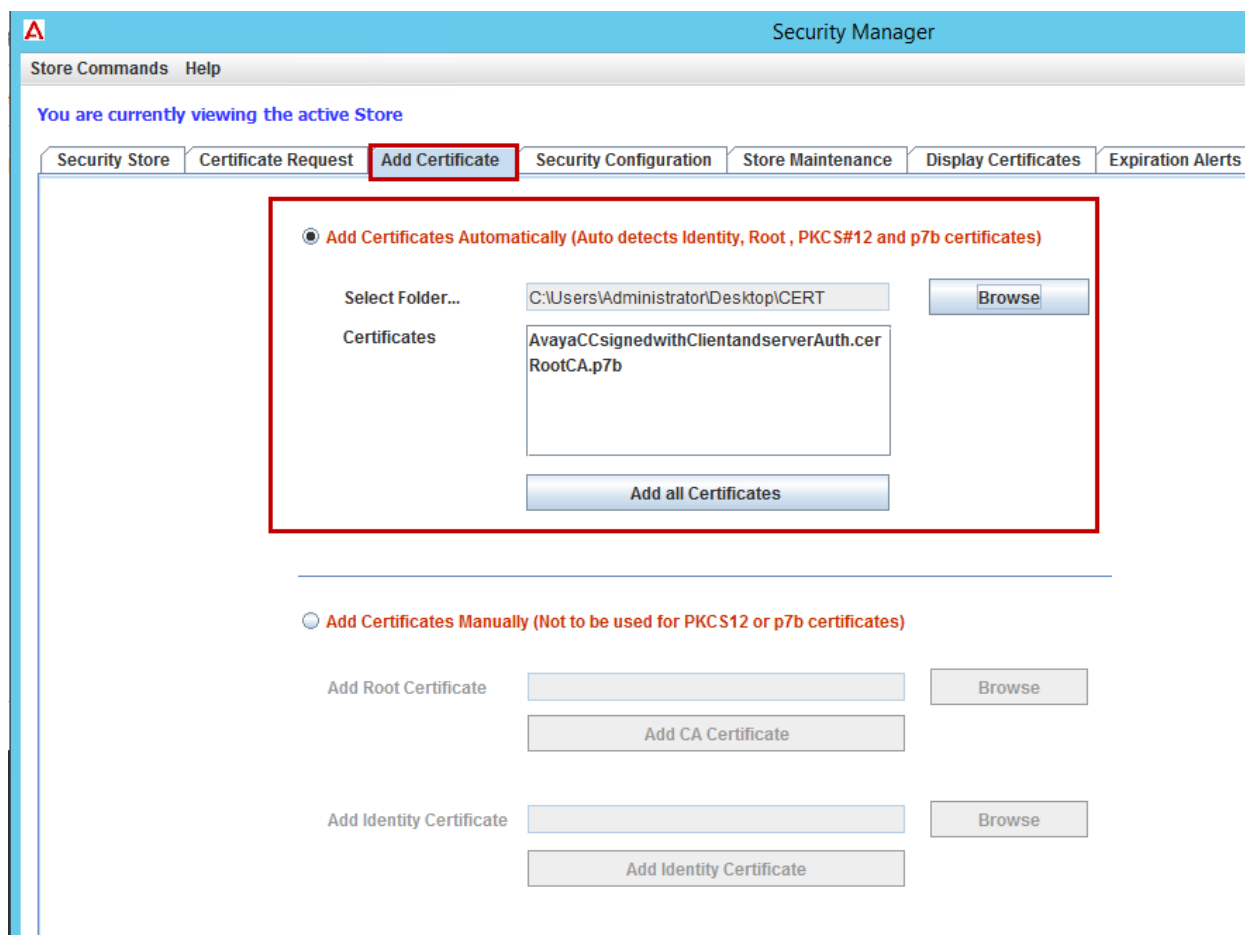 Security Manager
Store Commands Help
You are currently viewing the active Store
Security Store Certificate Request Add Certificate Security Configuration Store Maintenance Display Certificates Expiration Alerts
Add Certificates Automatically (Auto detects Identity, Root , PKCS#12 and p7b certificates)
Select Folder... C:\Users\Administrator\Desktop\CERT Browse
Certificates AvayaCCsignedwithClientandserverAuth.cer
RootCA.p7b
Add all Certificates
Add Certificates Manually (Not to be used for PKCS12 or p7b certificates)
Add Root Certificate Browse
Add CA Certificate
Add Identity Certificate Browse
Add Identity Certificate